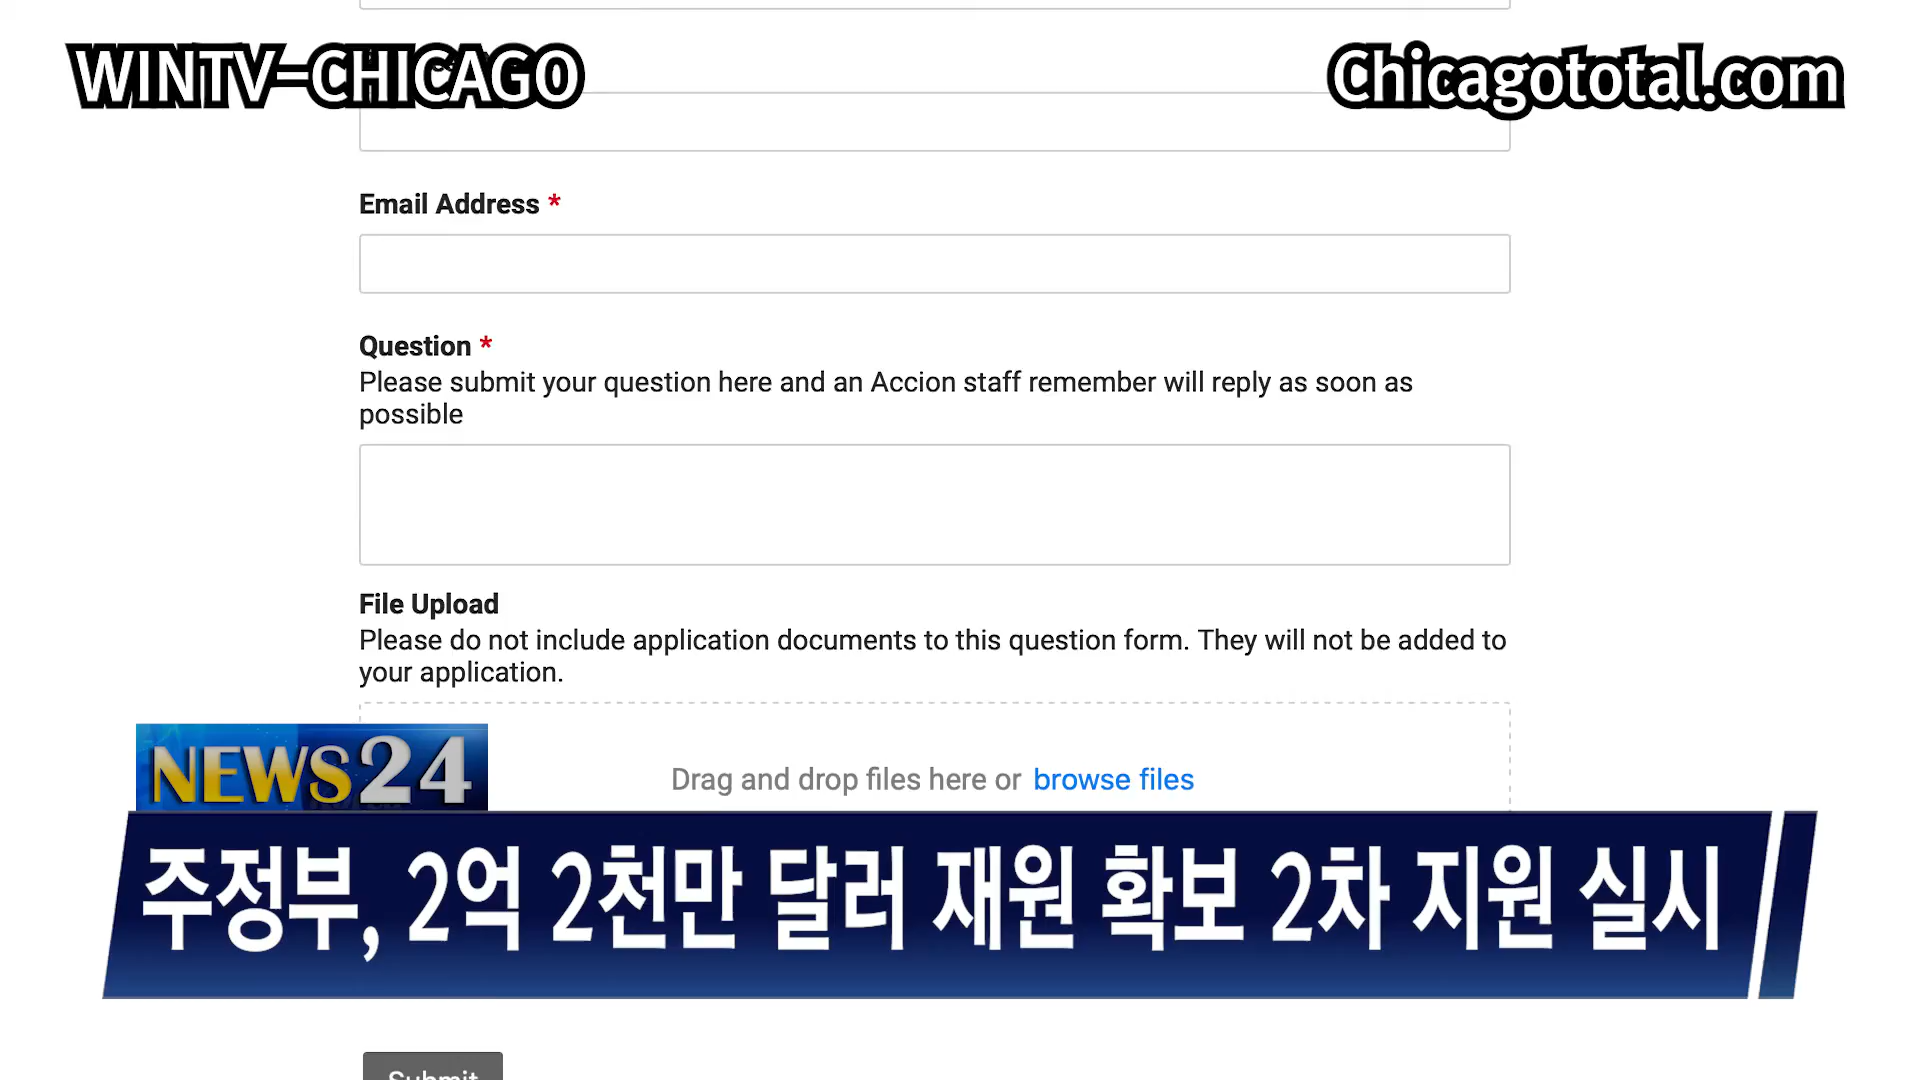 WINTV-CHICAGO
Chicagototal.com
Email Address *
Question *
Please submit your question here and an Accion staff remember will reply as soon as
possible
File Upload
Please do not include application documents to this question form. They will not be added to
your application.
NEWS24
Drag and drop files here or browse files
주정부, 2억 2천만 달러 재원 확보 2차 지원 실시
Submit